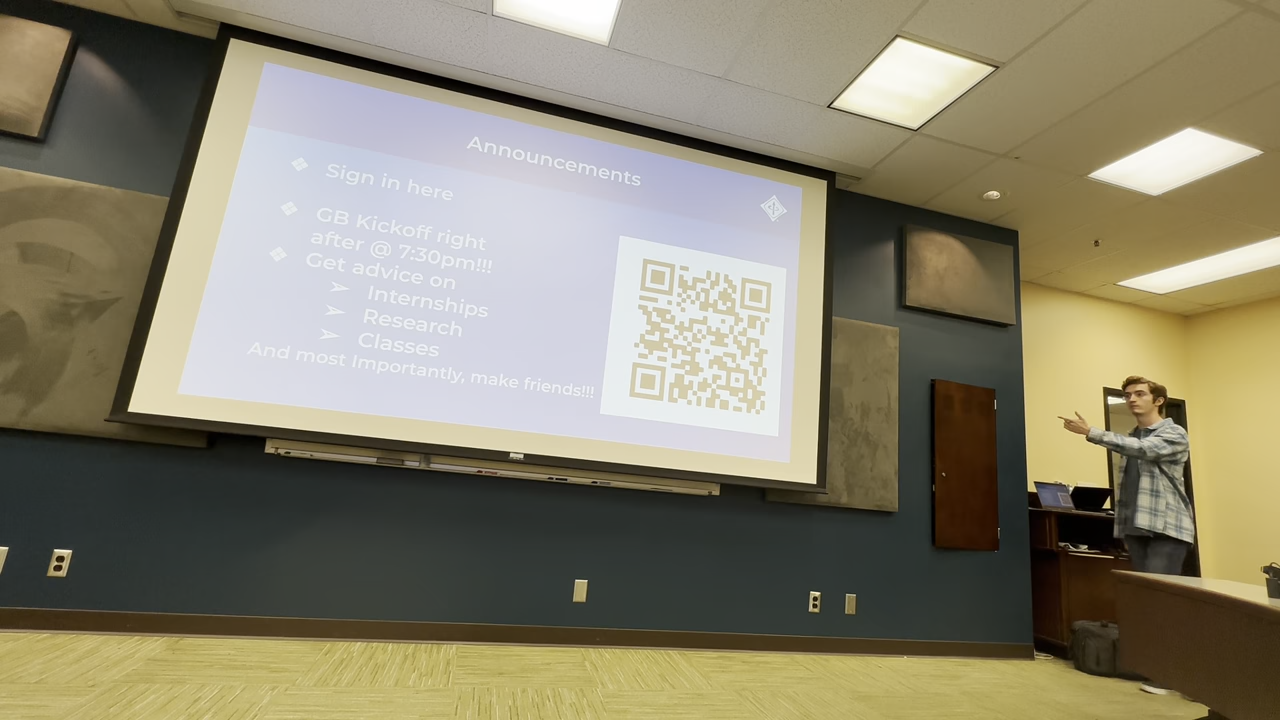 Announcements
Sign in here
GB Kickoff right
after @ 7:30pm!!!
Get advice on
Internships
Research
Classes
And most Importantly, make friends!!!